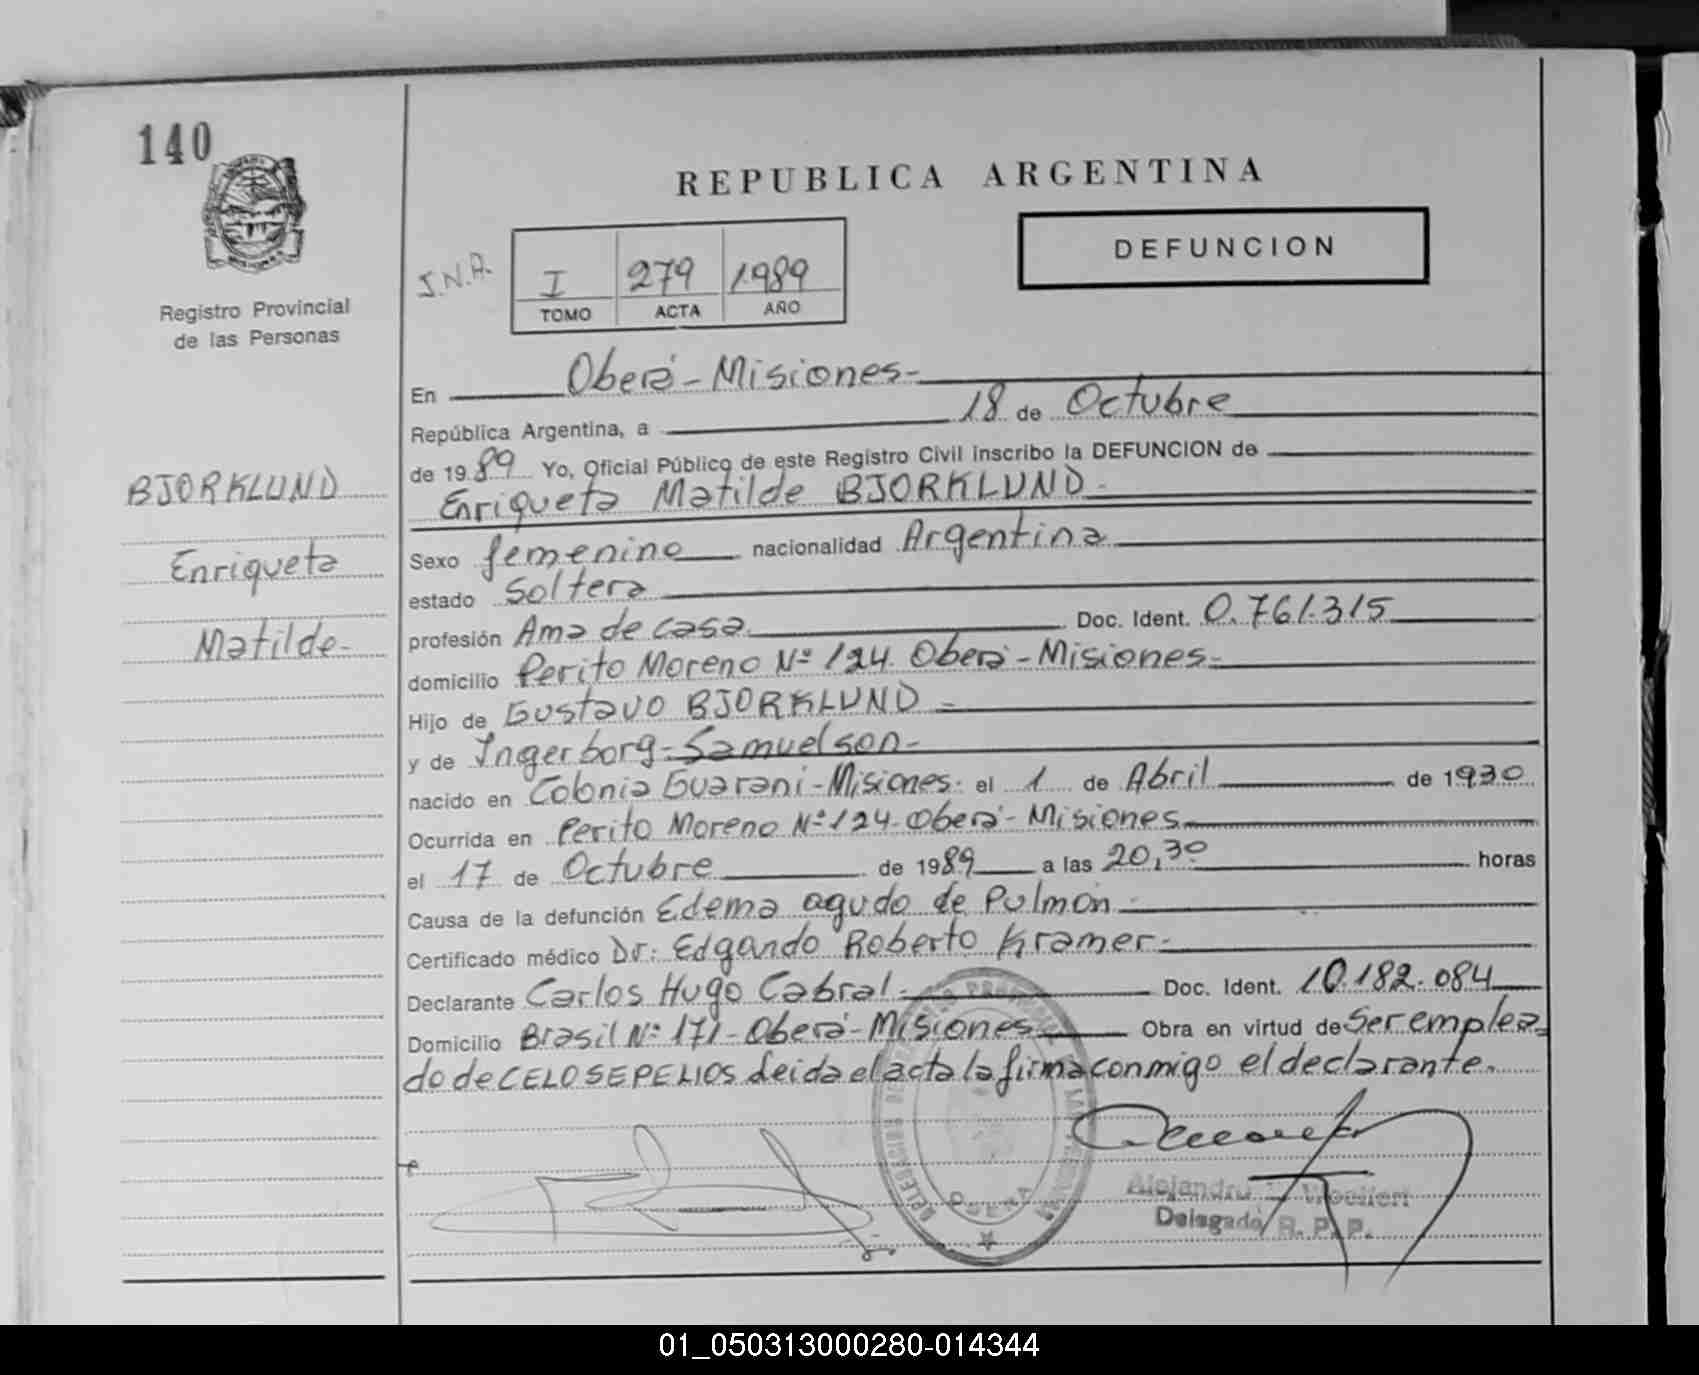 140
REPUBLICA ARGENTINA
DEFUNCION
S.N.A.
I 279 1989
TOMO ACTA AÑO
Registro Provincial
de las Personas
BJORKLUND
Enriqueta
Matilde-
En Oberá-Misiones-
República Argentina, a 18 de Octubre
de 1989 Yo, Oficial Público de este Registro Civil inscribo la DEFUNCION de
Enriqueta Matilde BJORKLUND-
Sexo femenino nacionalidad Argentina
estado Soltera
profesión Ama de casa Doc. Ident. 0.761.315
domicilio Perito Moreno Nº 124. Oberá-Misiones-
Hijo de Gustavo BJORKLUND-
y de Ingerborg-Samuelson-
nacido en Colonia Guarani-Misiones- el 1 de Abril de 1930
Ocurrida en Perito Moreno Nº 124-Oberá-Misiones
el 17 de Octubre de 1989 a las 20,30 horas
Causa de la defunción Edema agudo de Pulmón-
Certificado médico Dr: Edgardo Roberto Kramer-
Declarante Carlos Hugo Cabral- Doc. Ident. 10.182.084
Domicilio Brasil Nº 171-Oberá-Misiones Obra en virtud de Ser emplea-
do de CELO SEPELIOS leida el acta la firma conmigo el declarante.
OBERA
Delegado R. P. P.
01_050313000280-014344